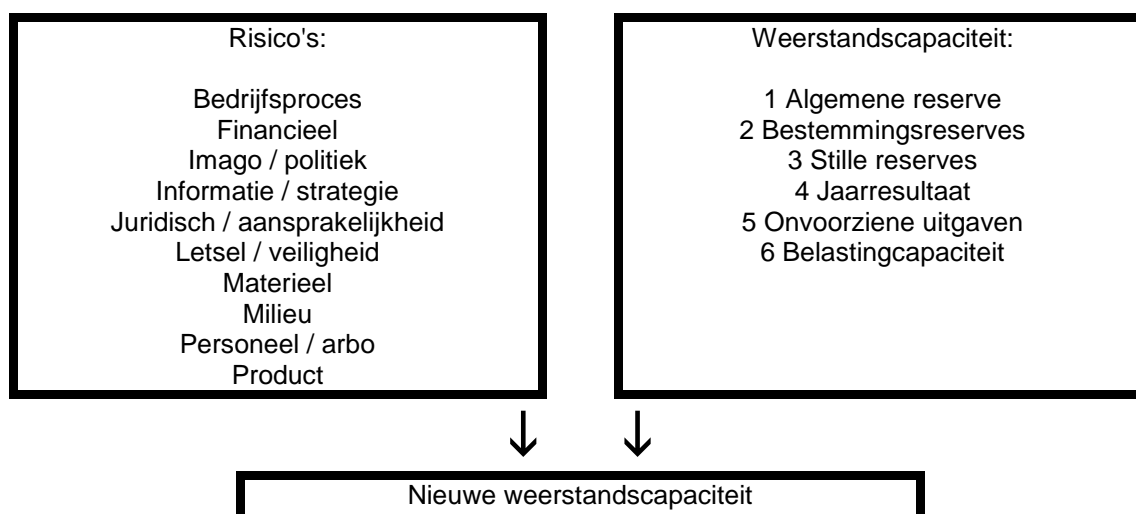 Risico's:
Bedrijfsproces
Financieel
Imago / politiek
Informatie / strategie
Juridisch / aansprakelijkheid
Letsel / veiligheid
Materieel
Milieu
Personeel / arbo
Product
Weerstandscapaciteit:
1 Algemene reserve
2 Bestemmingsreserves
3 Stille reserves
4 Jaarresultaat
5 Onvoorziene uitgaven
6 Belastingcapaciteit
Nieuwe weerstandscapaciteit